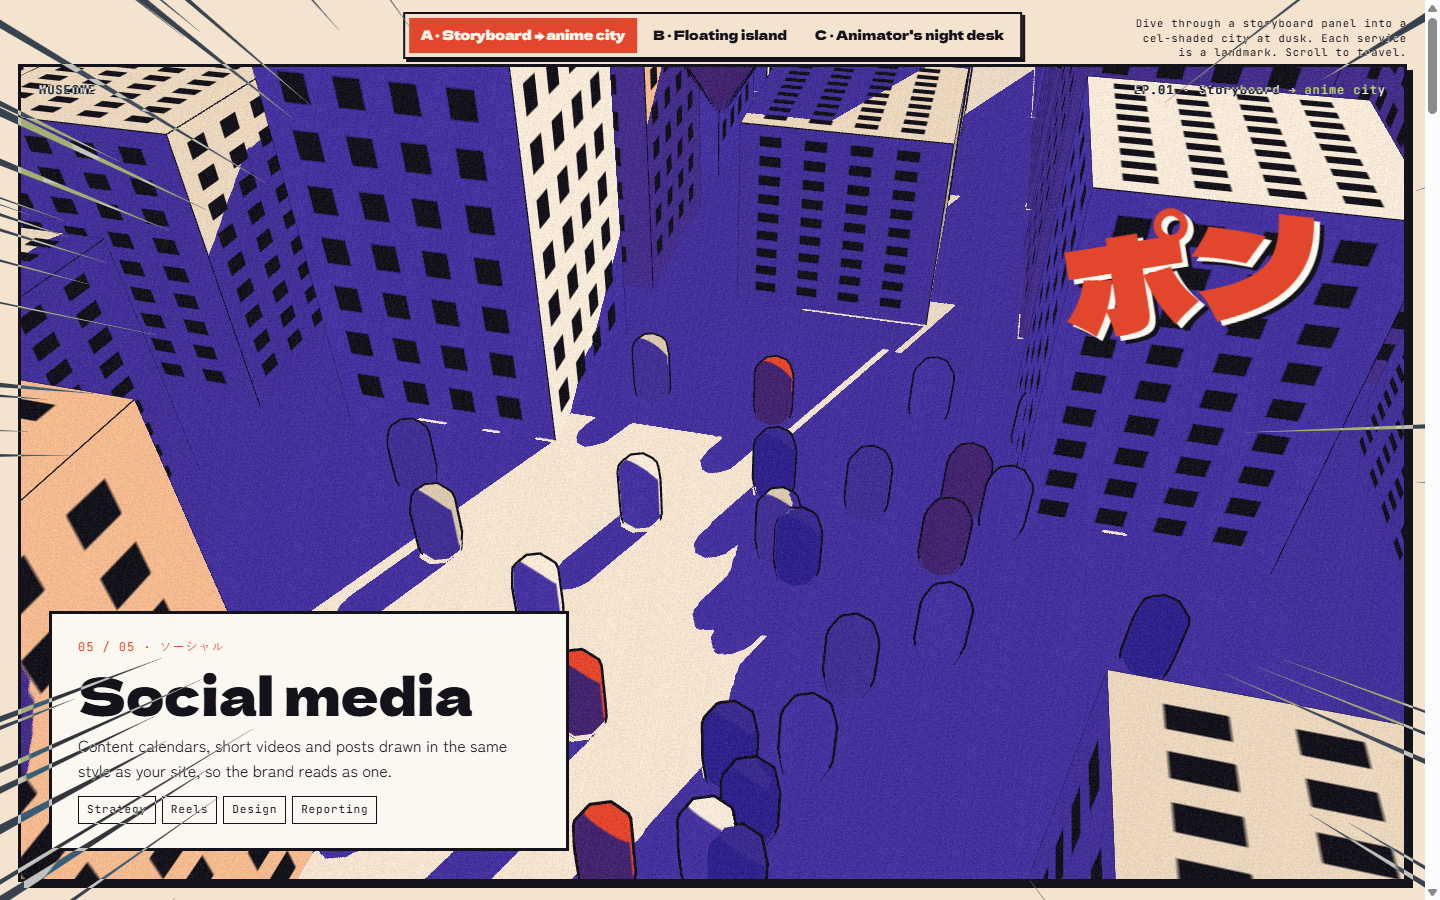 A · Storyboard → anime city
B · Floating island
C · Animator's night desk
Dive through a storyboard panel into a
cel-shaded city at dusk. Each service
is a landmark. Scroll to travel.
EP.01 · Storyboard → anime city
ポン
05 / 05 · ソーシャル
Social media
Content calendars, short videos and posts drawn in the same
style as your site, so the brand reads as one.
Strategy
Reels
Design
Reporting